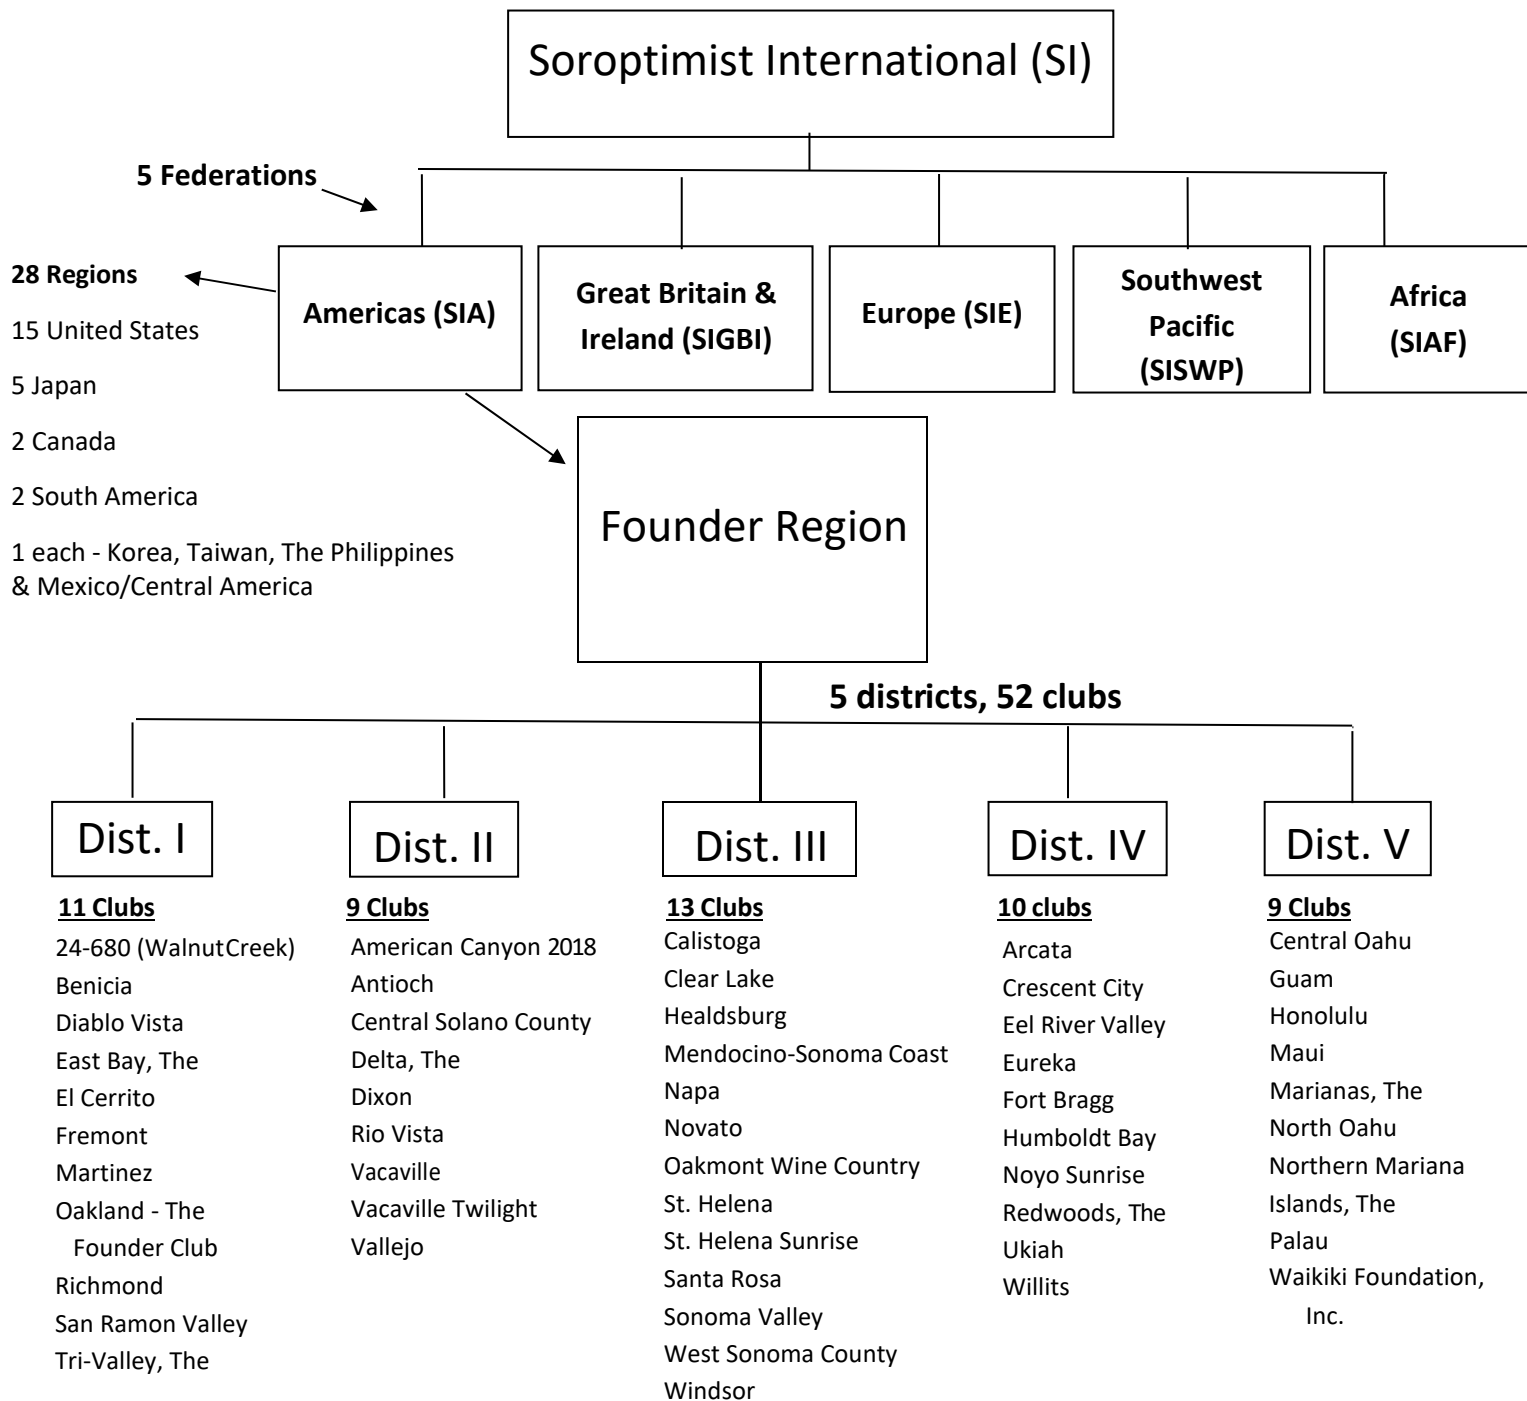 Soroptimist International (SI)
5 Federations
28 Regions
15 United States
5 Japan
2 Canada
2 South America
1 each - Korea, Taiwan, The Philippines
& Mexico/Central America
Americas (SIA)
Great Britain &
Ireland (SIGBI)
Europe (SIE)
Southwest
Pacific
(SISWP)
Africa
(SIAF)
Founder Region
5 districts, 52 clubs
Dist. I
11 Clubs
24-680 (WalnutCreek)
Benicia
Diablo Vista
East Bay, The
El Cerrito
Fremont
Martinez
Oakland - The
Founder Club
Richmond
San Ramon Valley
Tri-Valley, The
Dist. II
9 Clubs
American Canyon 2018
Antioch
Central Solano County
Delta, The
Dixon
Rio Vista
Vacaville
Vacaville Twilight
Vallejo
Dist. III
13 Clubs
Calistoga
Clear Lake
Healdsburg
Mendocino-Sonoma Coast
Napa
Novato
Oakmont Wine Country
St. Helena
St. Helena Sunrise
Santa Rosa
Sonoma Valley
West Sonoma County
Windsor
Dist. IV
10 clubs
Arcata
Crescent City
Eel River Valley
Eureka
Fort Bragg
Humboldt Bay
Noyo Sunrise
Redwoods, The
Ukiah
Willits
Dist. V
9 Clubs
Central Oahu
Guam
Honolulu
Maui
Marianas, The
North Oahu
Northern Mariana
Islands, The
Palau
Waikiki Foundation,
Inc.